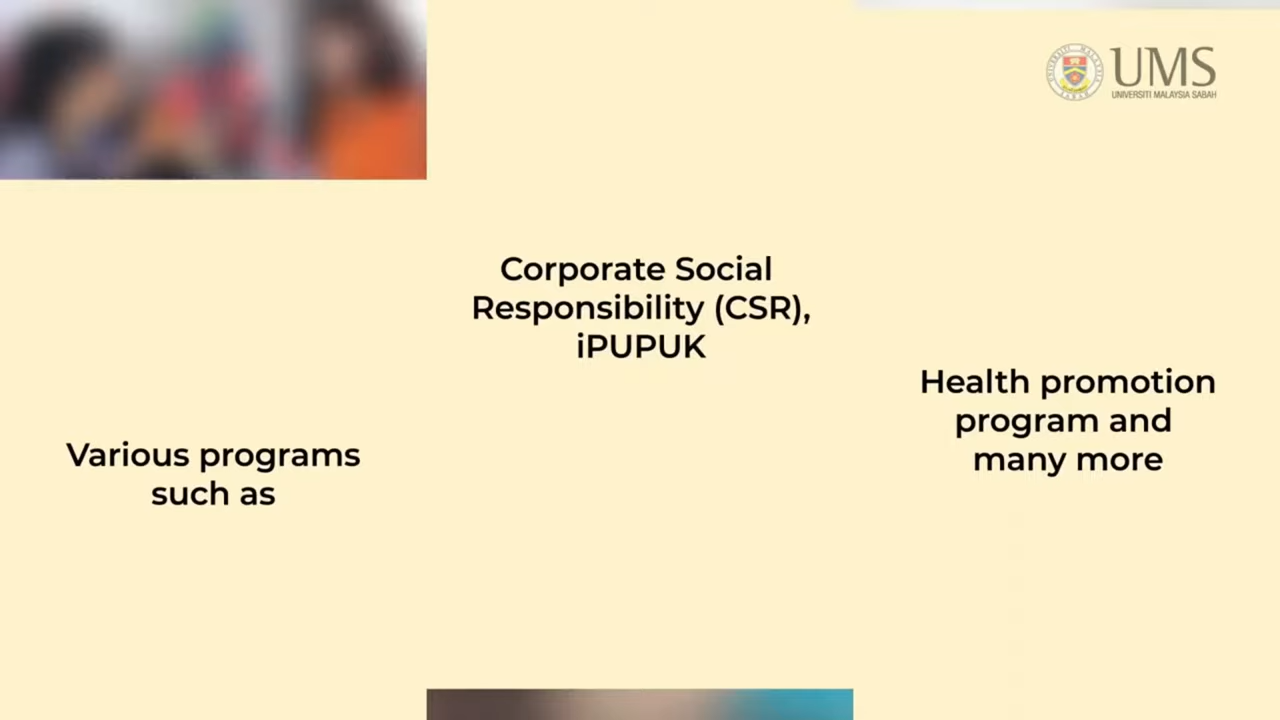 UMS
UNIVERSITI MALAYSIA SABAH
Various programs
such as
Corporate Social
Responsibility (CSR),
iPUPUK
Health promotion
program and
many more